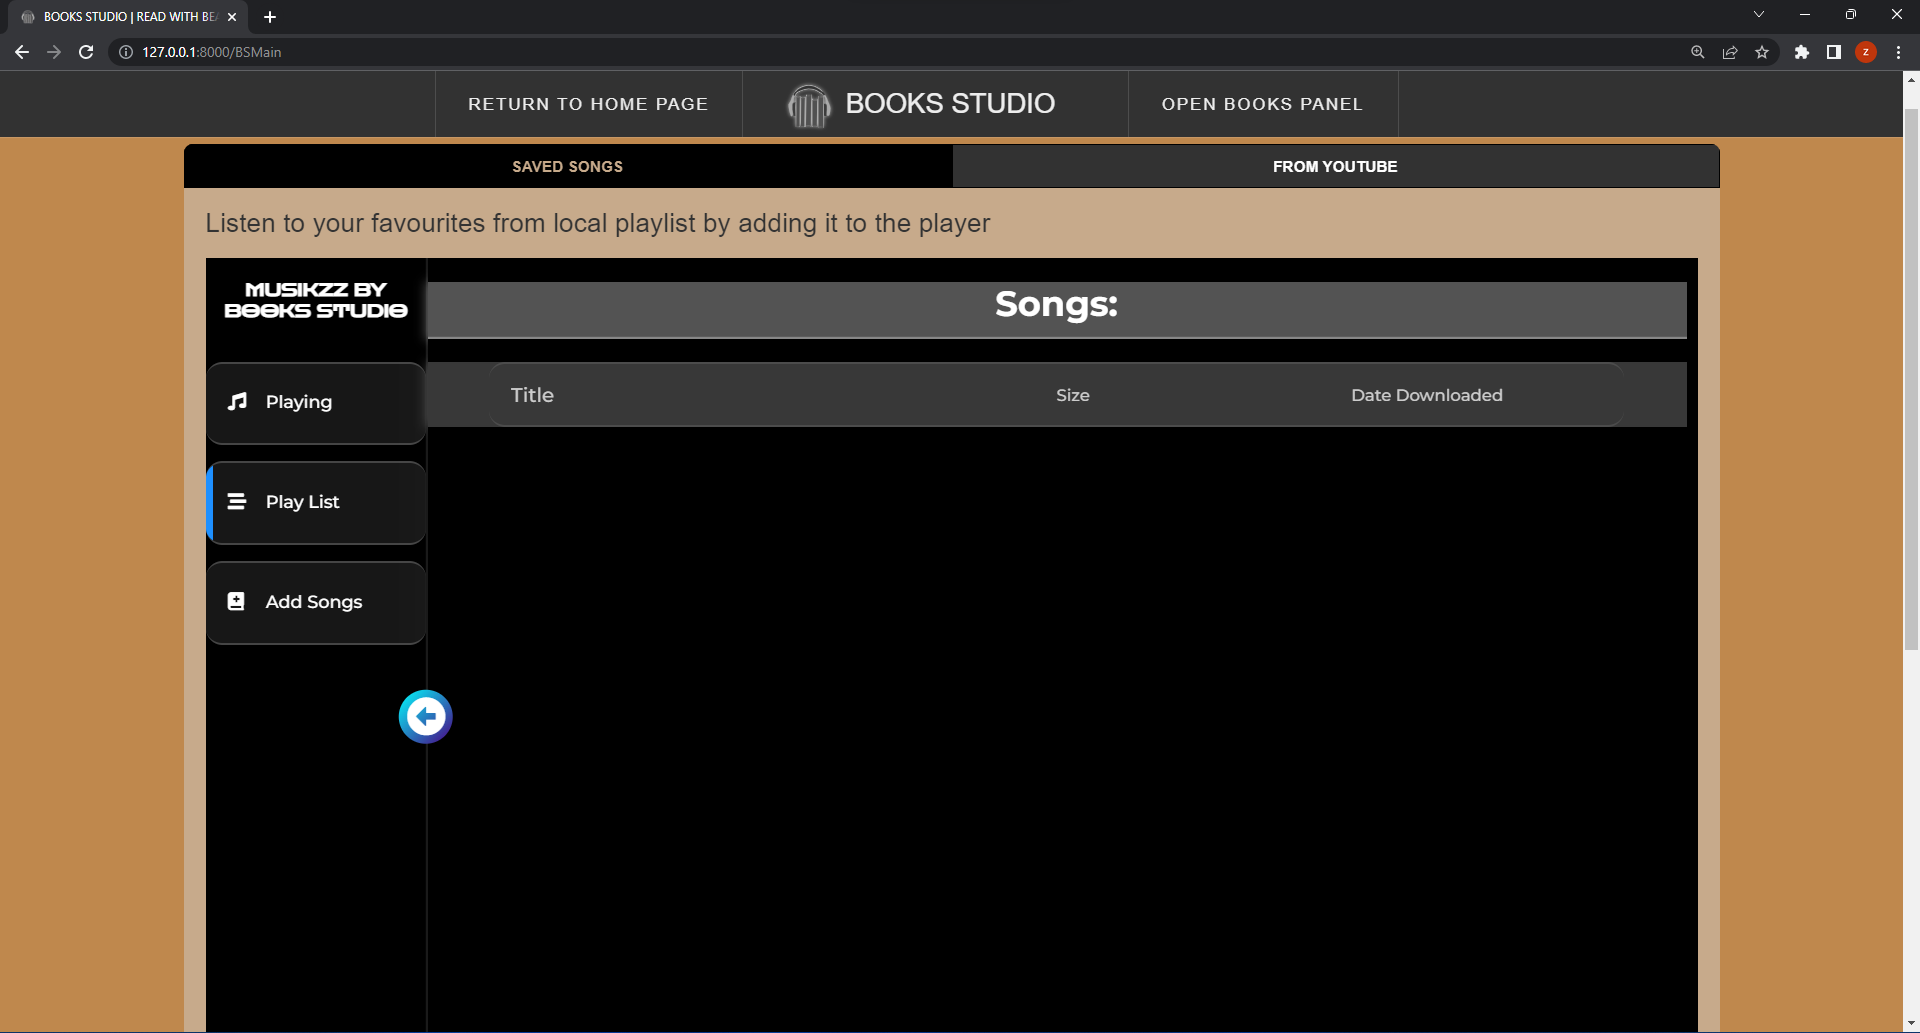 BOOKS STUDIO | READ WITH BE
127.0.0.1:8000/BSMain
z
RETURN TO HOME PAGE
BOOKS STUDIO
OPEN BOOKS PANEL
SAVED SONGS
FROM YOUTUBE
Listen to your favourites from local playlist by adding it to the player
MUSIKZZ BY
BOOKS STUDIO
Songs:
Title
Size
Date Downloaded
Playing
Play List
Add Songs